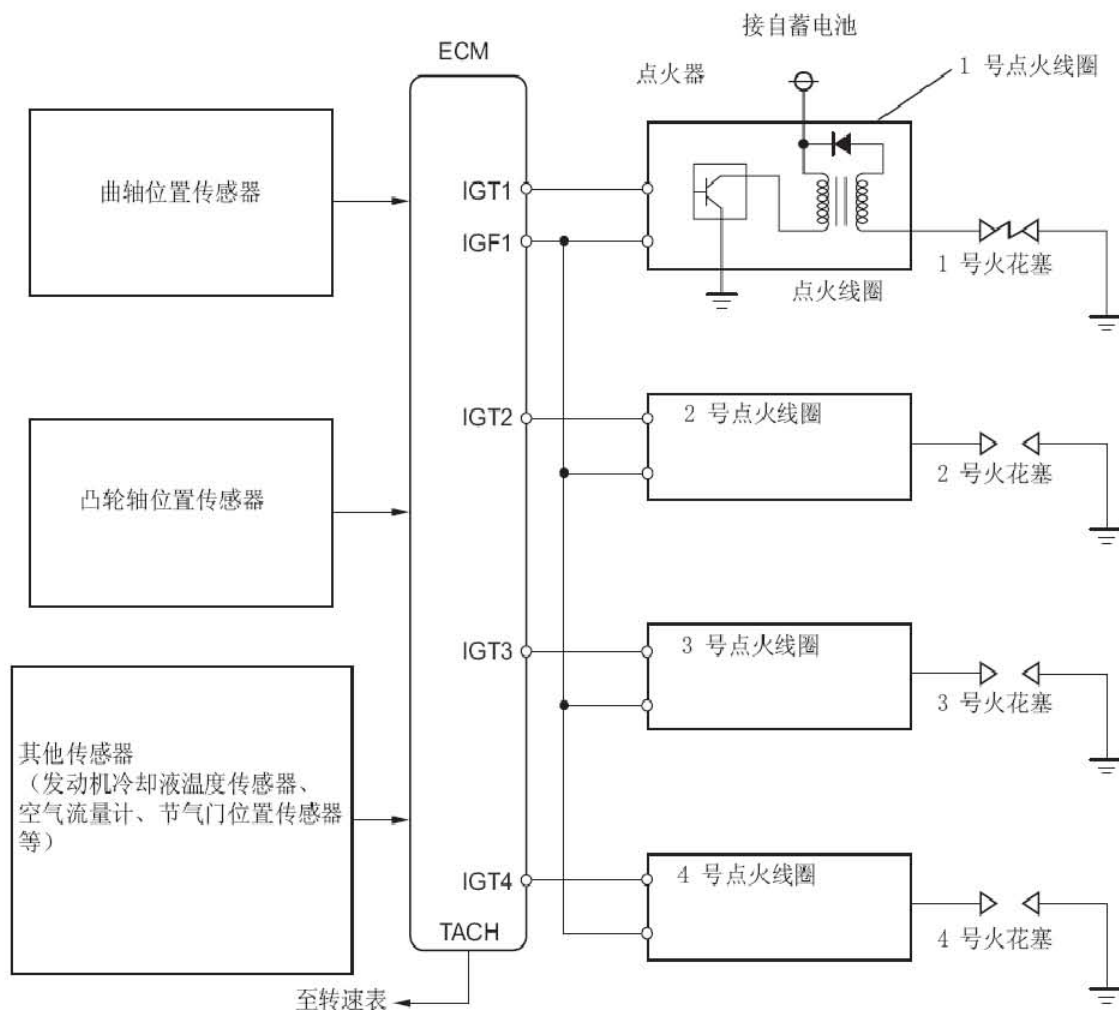 接自蓄电池
ECM
点火器
1 号点火线圈
曲轴位置传感器
IGT1
IGF1
1 号火花塞
点火线圈
凸轮轴位置传感器
IGT2
2 号点火线圈
2 号火花塞
IGT3
3 号点火线圈
3 号火花塞
其他传感器
（发动机冷却液温度传感器、
空气流量计、节气门位置传感器
等）
IGT4
4 号点火线圈
TACH
4 号火花塞
至转速表